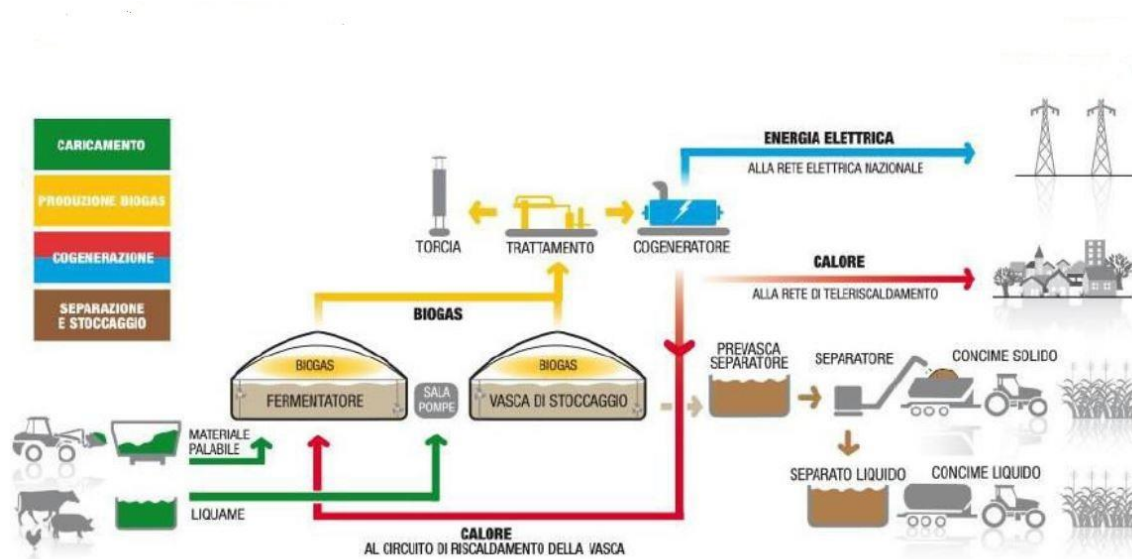 CARICAMENTO
PRODUZIONE BIOGAS
COGENERAZIONE
SEPARAZIONE
E STOCCAGGIO
ENERGIA ELETTRICA
ALLA RETE ELETTRICA NAZIONALE
TORCIA
TRATTAMENTO
COGENERATORE
CALORE
ALLA RETE DI TELERISCALDAMENTO
BIOGAS
BIOGAS
FERMENTATORE
SALA
POMPE
BIOGAS
VASCA DI STOCCAGGIO
PREVASCA
SEPARATORE
SEPARATORE
CONCIME SOLIDO
MATERIALE
PALABILE
LIQUAME
SEPARATO LIQUIDO
CONCIME LIQUIDO
CALORE
AL CIRCUITO DI RISCALDAMENTO DELLA VASCA